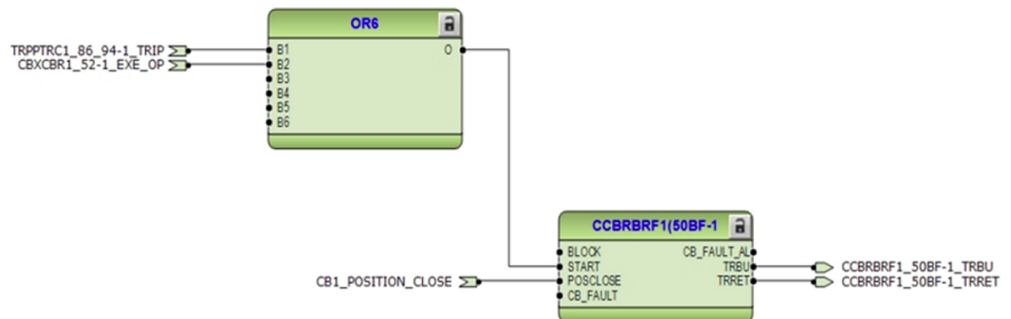 OR6
TRPPTRC1_86_94-1_TRIP
CBXCBR1_52-1_EXE_OP
B1
B2
B3
B4
B5
B6
O
CCBRBRF1(50BF-1
BLOCK
START
POSCLOSE
CB_FAULT
CB_FAULT_AL
TRBU
TRRET
CB1_POSITION_CLOSE
CCBRBRF1_50BF-1_TRBU
CCBRBRF1_50BF-1_TRRET